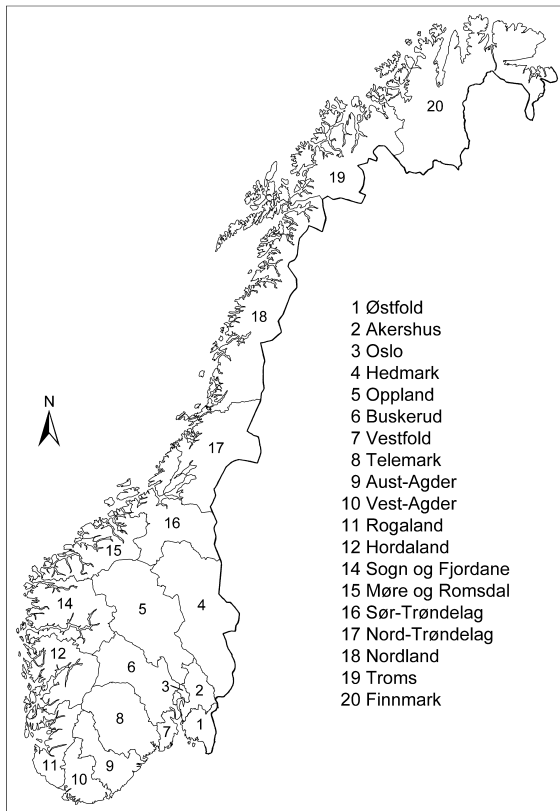 20
19
18
1 Østfold
2 Akershus
3 Oslo
4 Hedmark
5 Oppland
6 Buskerud
7 Vestfold
8 Telemark
9 Aust-Agder
10 Vest-Agder
11 Rogaland
12 Hordaland
14 Sogn og Fjordane
15 Møre og Romsdal
16 Sør-Trøndelag
17 Nord-Trøndelag
18 Nordland
19 Troms
20 Finnmark
N
17
16
15
14
5
4
12
6
3
2
8
7
1
11
10
9